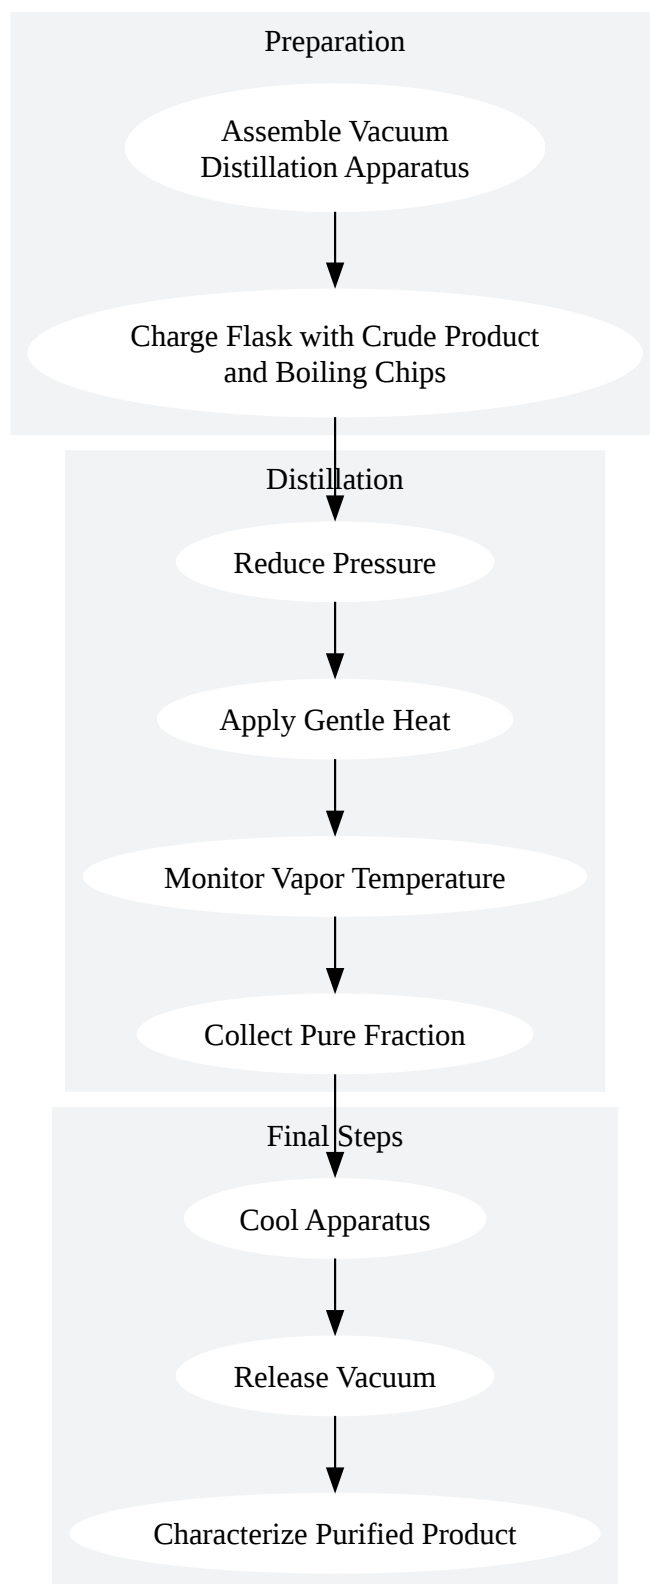 Preparation
Assemble Vacuum
Distillation Apparatus
Charge Flask with Crude Product
and Boiling Chips
Distillation
Reduce Pressure
Apply Gentle Heat
Monitor Vapor Temperature
Collect Pure Fraction
Final Steps
Cool Apparatus
Release Vacuum
Characterize Purified Product